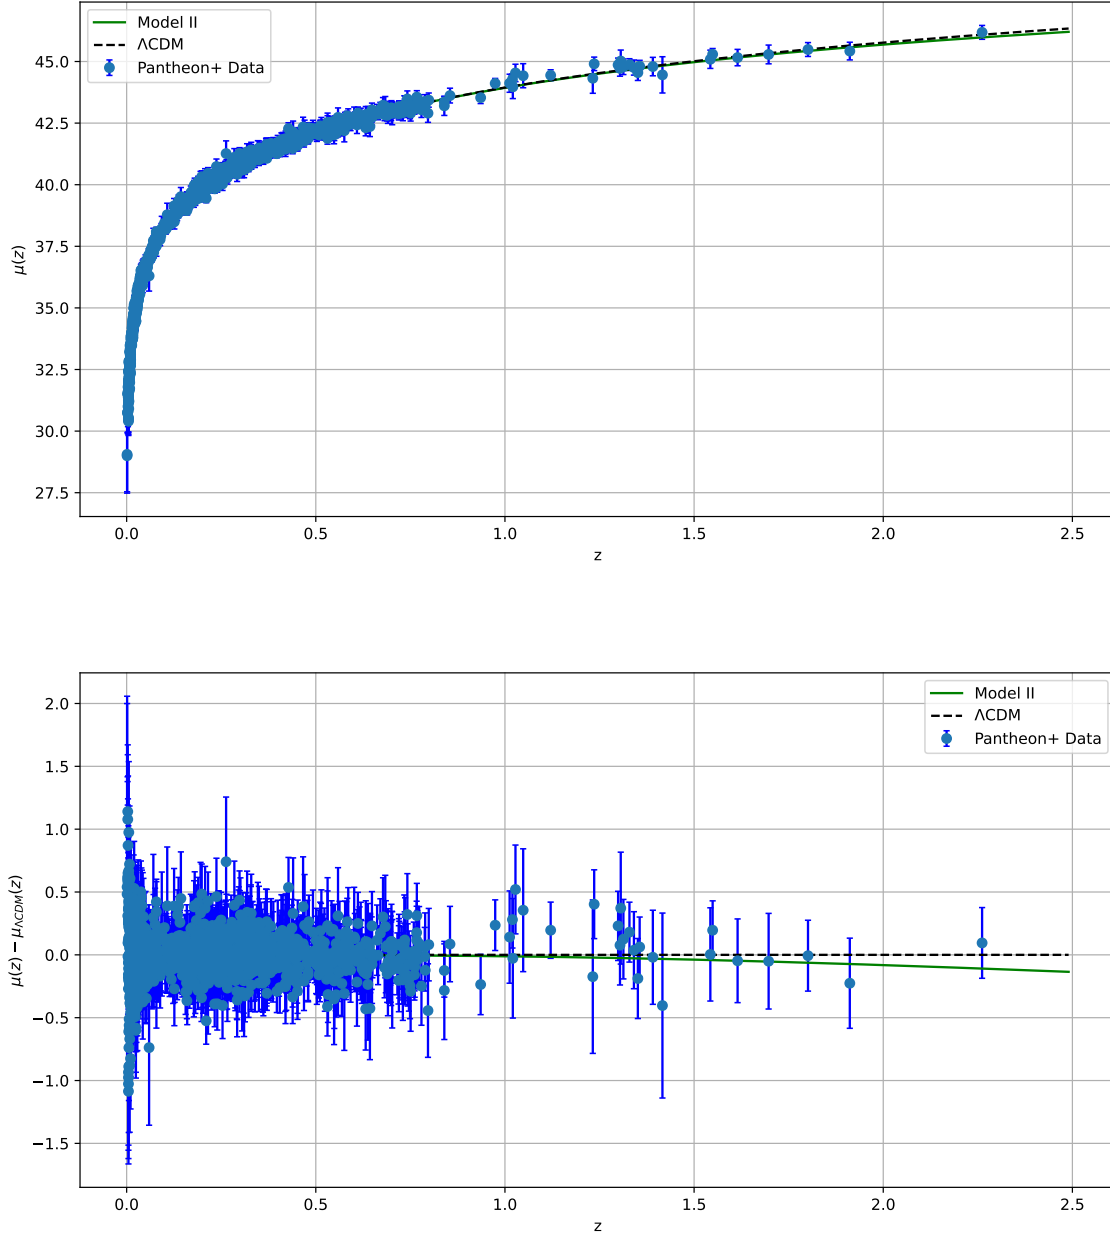 Model II
ΛCDM
Pantheon+ Data
45.0
42.5
40.0
37.5
35.0
32.5
30.0
27.5
μ(z)
0.0 0.5 1.0 1.5 2.0 2.5
z
Model II
ΛCDM
Pantheon+ Data
2.0
1.5
1.0
0.5
0.0
−0.5
−1.0
−1.5
μ(z) − μΛCDM(z)
0.0 0.5 1.0 1.5 2.0 2.5
z